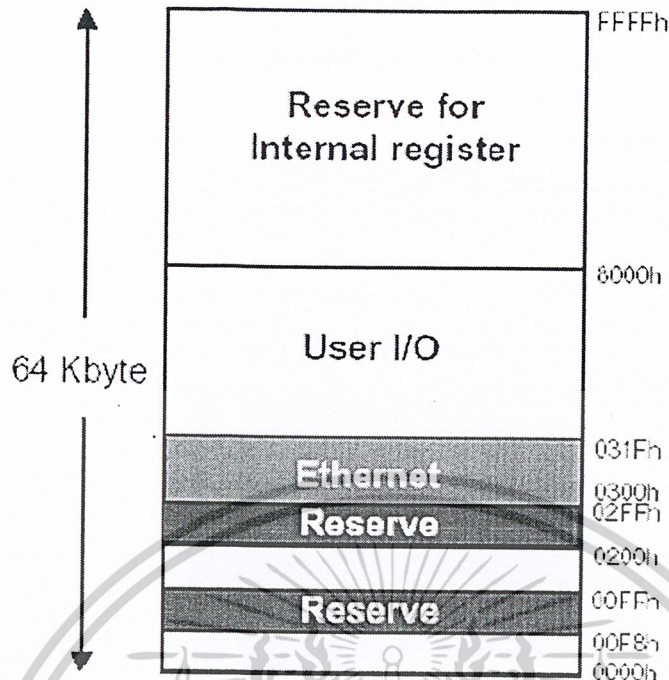 FFFFh
Reserve for
Internal register
8000h
User I/O
64 Kbyte
031Fh
Ethernet
0300h
02FFh
Reserve
0200h
00FFh
Reserve
00F8h
0000h